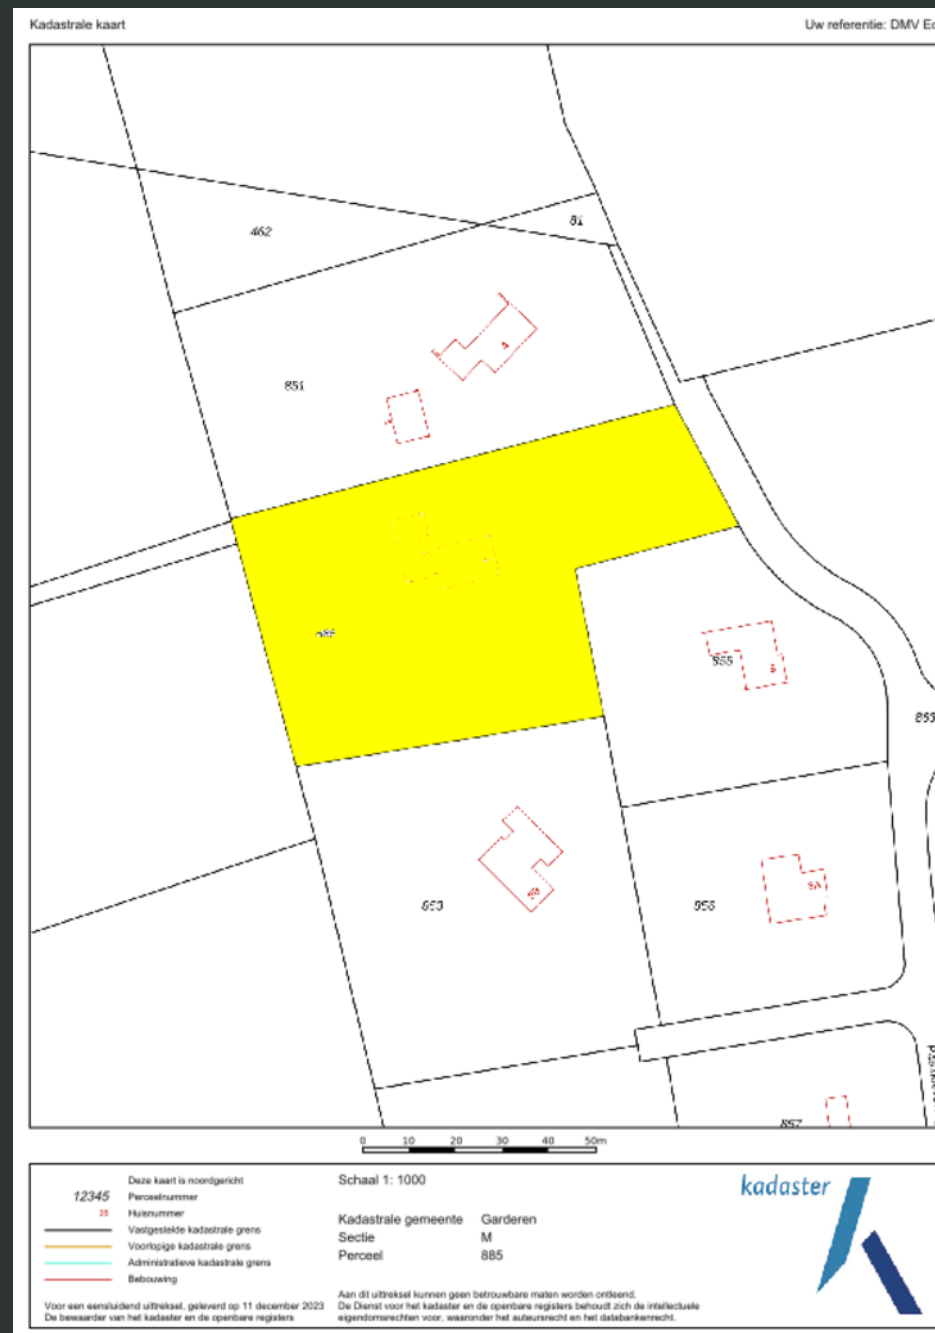 Kadastrale kaart
Uw referentie: DMV Ec
462
81
851
855
853
856
857
0 10 20 30 40 50m
Deze kaart is noordgericht
12345 Perceelnummer
25 Huisnummer
Vastgestelde kadastrale grens
Voorlopige kadastrale grens
Administratieve kadastrale grens
Bebouwing
Voor een eensluidend uittreksel, geleverd op 11 december 2023
De bewaarder van het kadaster en de openbare registers
Schaal 1: 1000
Kadastrale gemeente Garderen
Sectie M
Perceel 885
Aan dit uittreksel kunnen geen betrouwbare maten worden ontleend.
De Dienst voor het kadaster en de openbare registers behoudt zich de intellectuele
eigendomsrechten voor, waaronder het auteursrecht en het databankenrecht.
kadaster